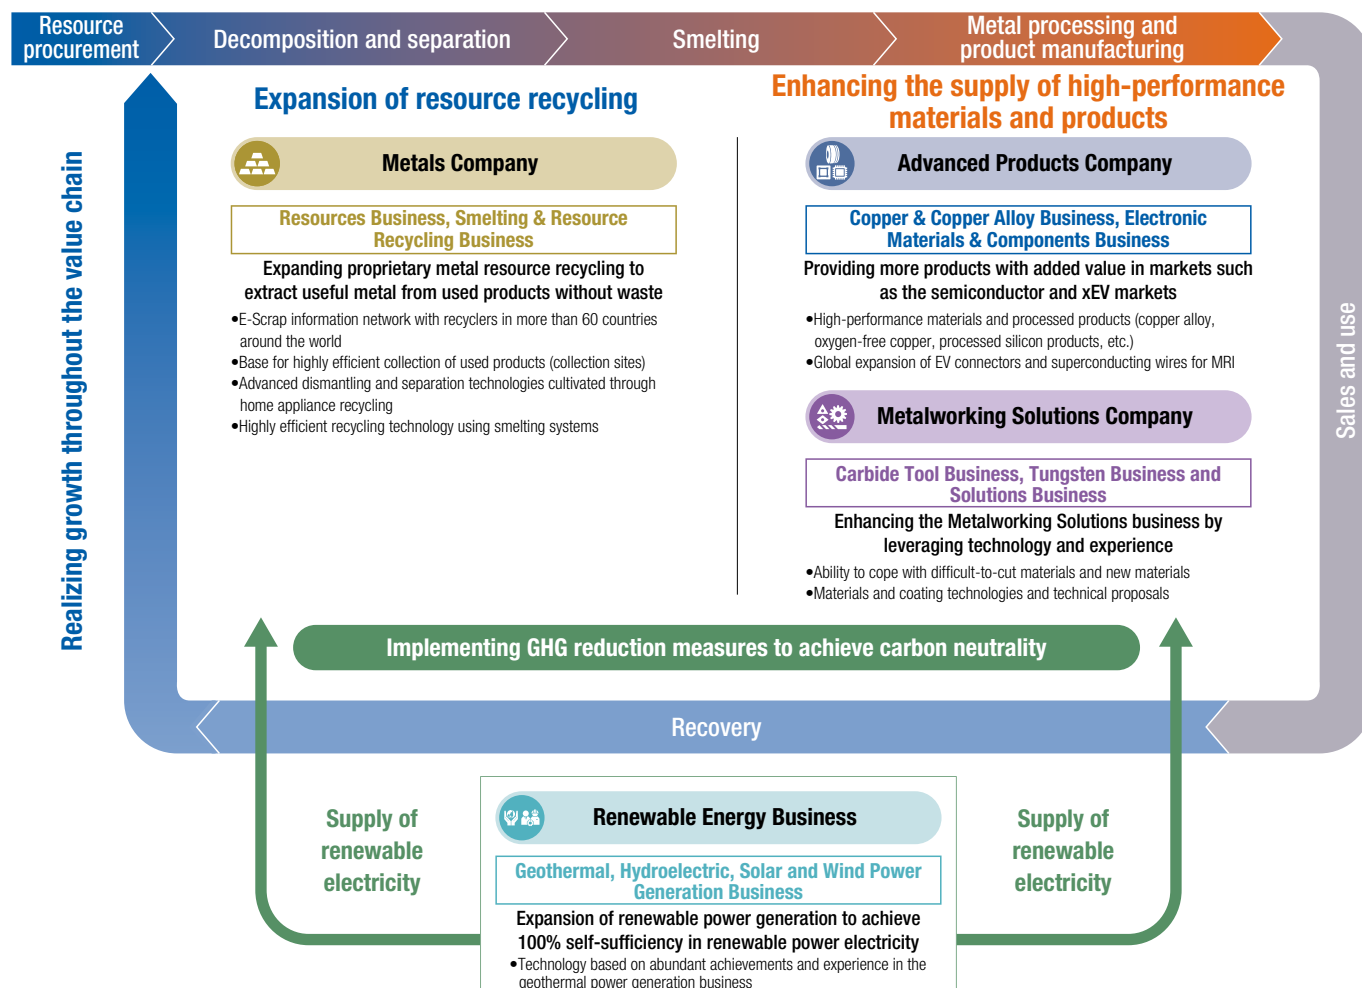 Resource
procurement
Decomposition and separation
Smelting
Metal processing and
product manufacturing
Sales and use
Realizing growth throughout the value chain
Expansion of resource recycling
Metals Company
Resources Business, Smelting & Resource
Recycling Business
Expanding proprietary metal resource recycling to
extract useful metal from used products without waste
•E-Scrap information network with recyclers in more than 60 countries
around the world
•Base for highly efficient collection of used products (collection sites)
•Advanced dismantling and separation technologies cultivated through
home appliance recycling
•Highly efficient recycling technology using smelting systems
Enhancing the supply of high-performance
materials and products
Advanced Products Company
Copper & Copper Alloy Business, Electronic
Materials & Components Business
Providing more products with added value in markets such
as the semiconductor and xEV markets
•High-performance materials and processed products (copper alloy,
oxygen-free copper, processed silicon products, etc.)
•Global expansion of EV connectors and superconducting wires for MRI
Metalworking Solutions Company
Carbide Tool Business, Tungsten Business and
Solutions Business
Enhancing the Metalworking Solutions business by
leveraging technology and experience
•Ability to cope with difficult-to-cut materials and new materials
•Materials and coating technologies and technical proposals
Implementing GHG reduction measures to achieve carbon neutrality
Recovery
Supply of
renewable
electricity
Renewable Energy Business
Geothermal, Hydroelectric, Solar and Wind Power
Generation Business
Expansion of renewable power generation to achieve
100% self-sufficiency in renewable power electricity
•Technology based on abundant achievements and experience in the
geothermal power generation business
Supply of
renewable
electricity